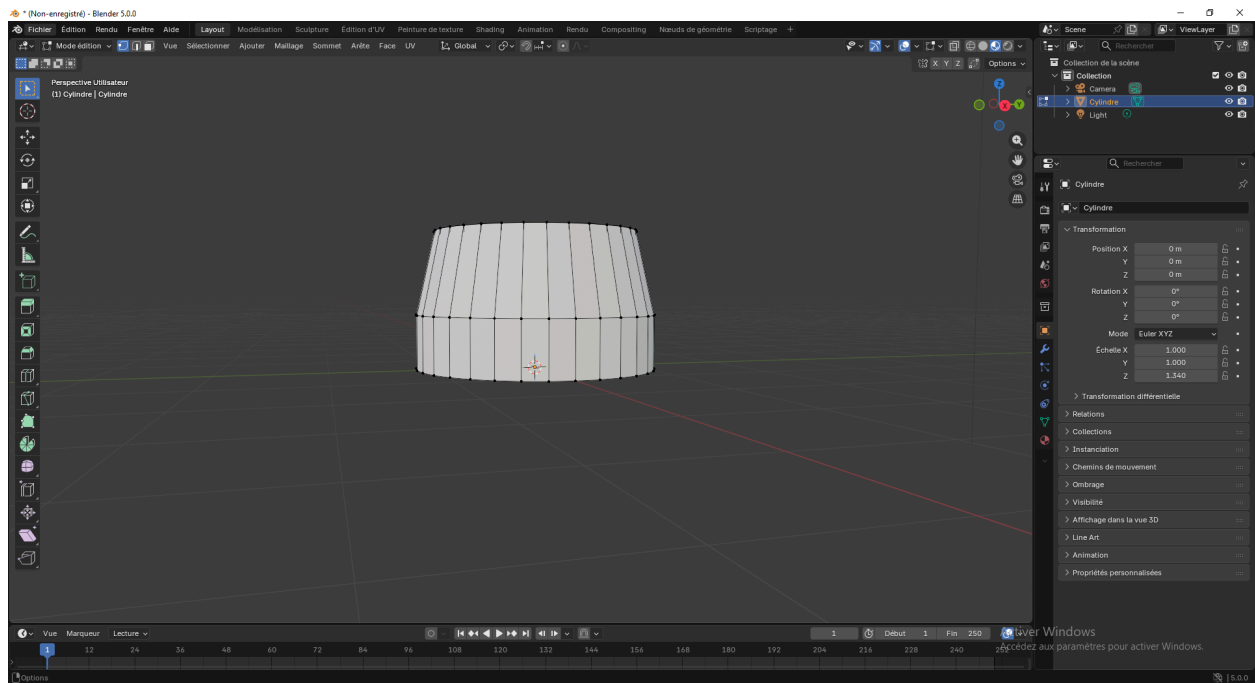 * (Non-enregistré) - Blender 5.0.0
Fichier Édition Rendu Fenêtre Aide Layout Modélisation Sculpture Édition d'UV Peinture de texture Shading Animation Rendu Compositing Nœuds de géométrie Scriptage + Scene ViewLayer
Mode édition Vue Sélectionner Ajouter Maillage Sommet Arête Face UV Global Rechercher
X Y Z Options
Collection de la scène
Perspective Utilisateur
(1) Cylindre | Cylindre
Collection
Camera
Cylindre
Light
Z
X
Y
Rechercher
Cylindre
Cylindre
Transformation
Position X 0 m
Y 0 m
Z 0 m
Rotation X 0°
Y 0°
Z 0°
Mode Euler XYZ
Échelle X 1.000
Y 1.000
Z 1.340
Transformation différentielle
Relations
Collections
Instanciation
Chemins de mouvement
Ombrage
Visibilité
Affichage dans la vue 3D
Line Art
Animation
Propriétés personnalisées
Vue Marqueur Lecture 1 Début 1 Fin 250
Activer Windows
1 12 24 36 48 60 72 84 96 108 120 132 144 156 168 180 192 204 216 228 240 252
Accédez aux paramètres pour activer Windows.
Options 5.0.0